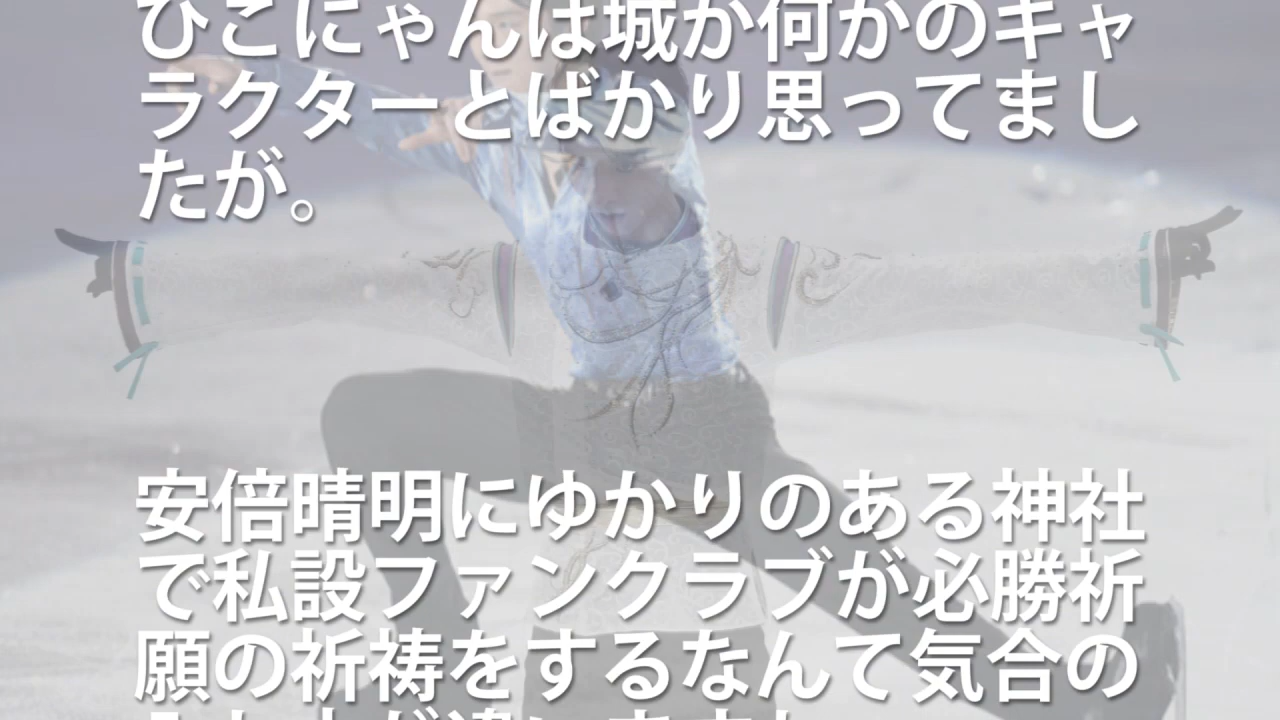 ひこにゃんは城か何かのキャ
ラクターとばかり思ってまし
たが。
安倍晴明にゆかりのある神社
で私設ファンクラブが必勝祈
願の祈祷をするなんて気合の